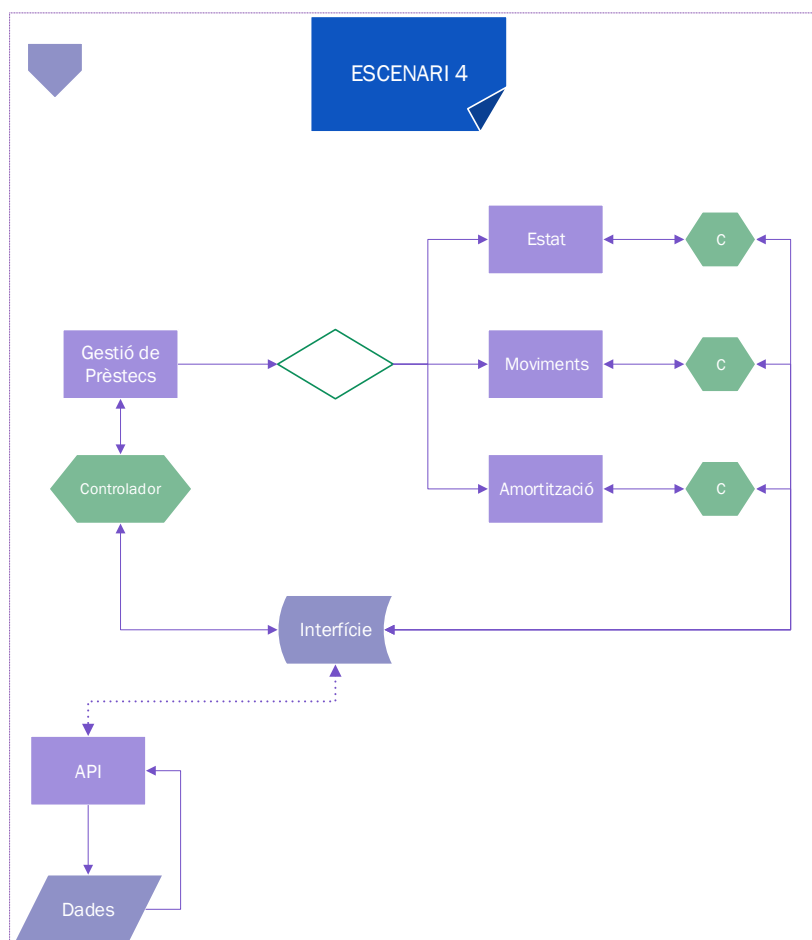 ESCENARI 4
Estat
C
Gestió de
Prèstecs
Moviments
C
Controlador
Amortització
C
Interfície
API
Dades